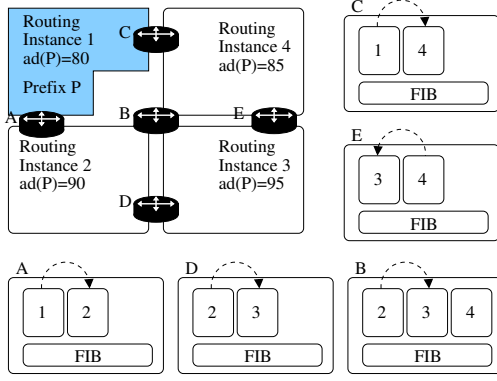 Routing
Instance 1
ad(P)=80
Prefix P
C
Routing
Instance 4
ad(P)=85
A
B
E
Routing
Instance 2
ad(P)=90
Routing
Instance 3
ad(P)=95
D
C
1 4
FIB
E
3 4
FIB
A
1 2
FIB
D
2 3
FIB
B
2 3 4
FIB